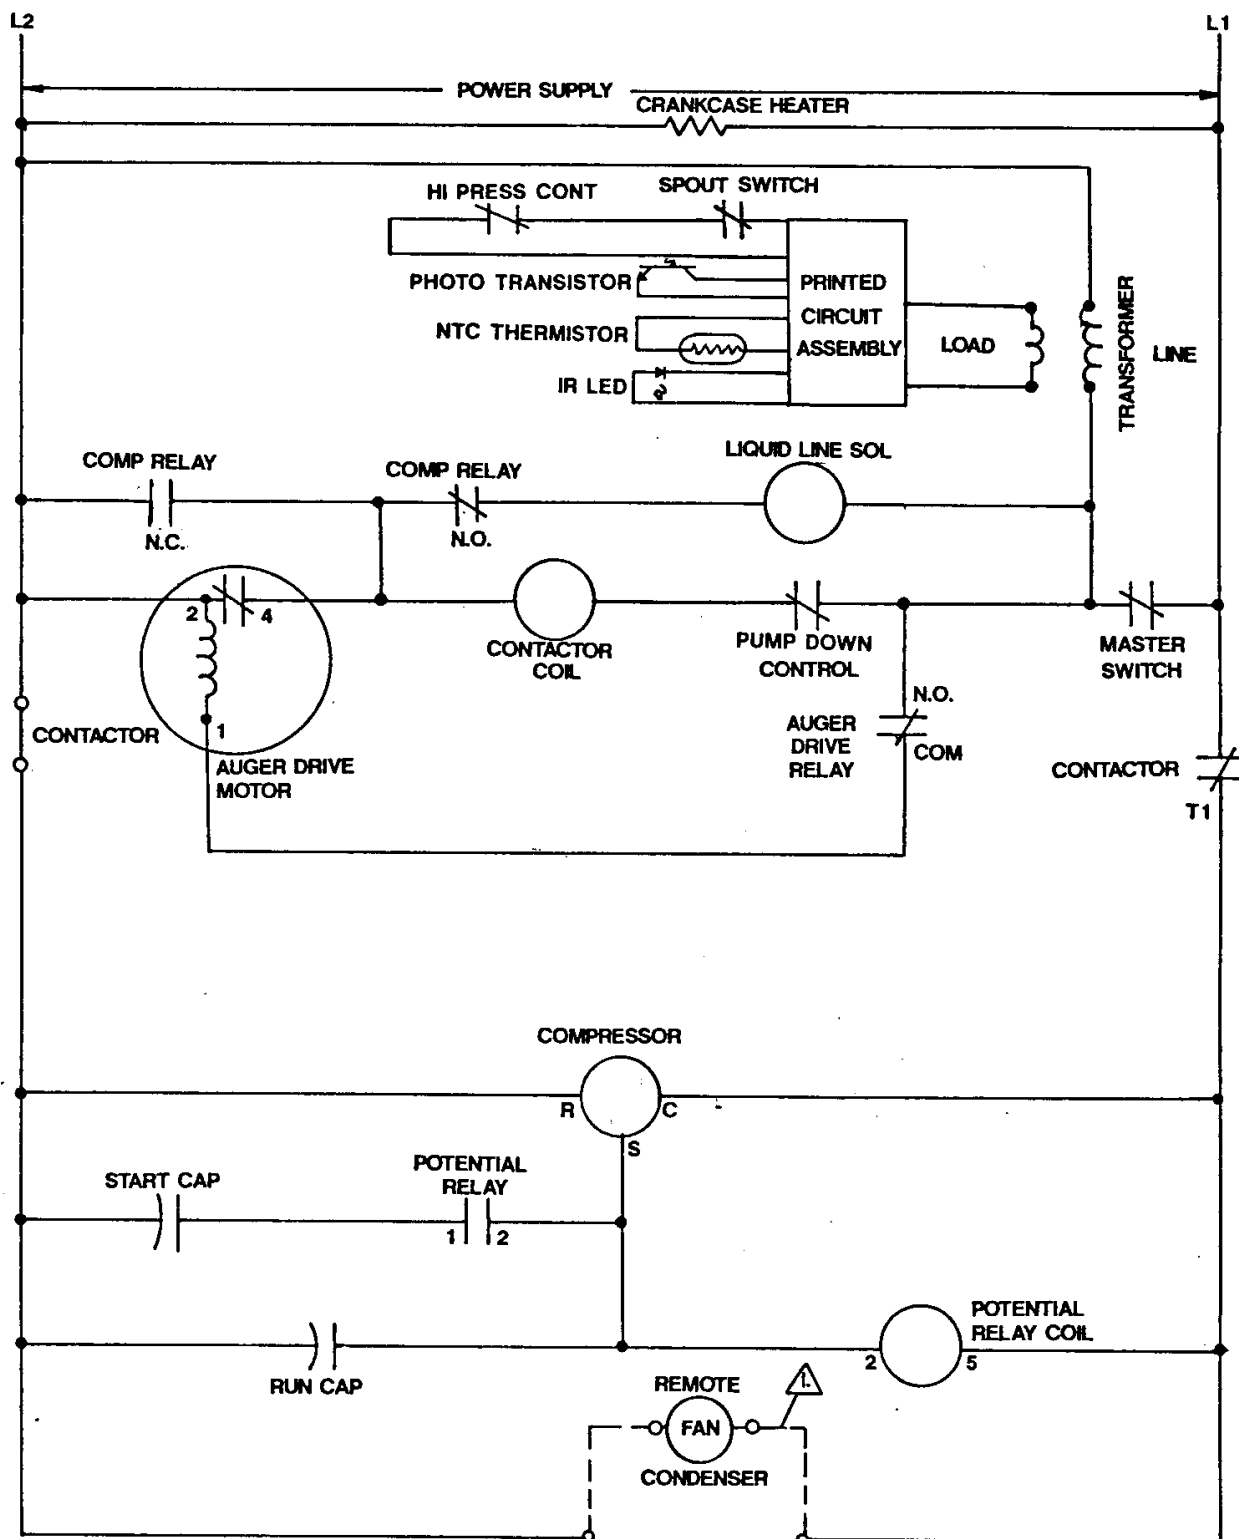 L2
L1
POWER SUPPLY
CRANKCASE HEATER
HI PRESS CONT
SPOUT SWITCH
PHOTO TRANSISTOR
PRINTED
CIRCUIT
ASSEMBLY
NTC THERMISTOR
IR LED
LOAD
TRANSFORMER
LINE
COMP RELAY
N.C.
COMP RELAY
N.O.
LIQUID LINE SOL
2
4
1
AUGER DRIVE
MOTOR
CONTACTOR
COIL
PUMP DOWN
CONTROL
MASTER
SWITCH
CONTACTOR
N.O.
AUGER
DRIVE
RELAY
COM
CONTACTOR
T1
COMPRESSOR
R
C
S
START CAP
POTENTIAL
RELAY
1
2
RUN CAP
2
5
POTENTIAL
RELAY COIL
REMOTE
FAN
CONDENSER
1.